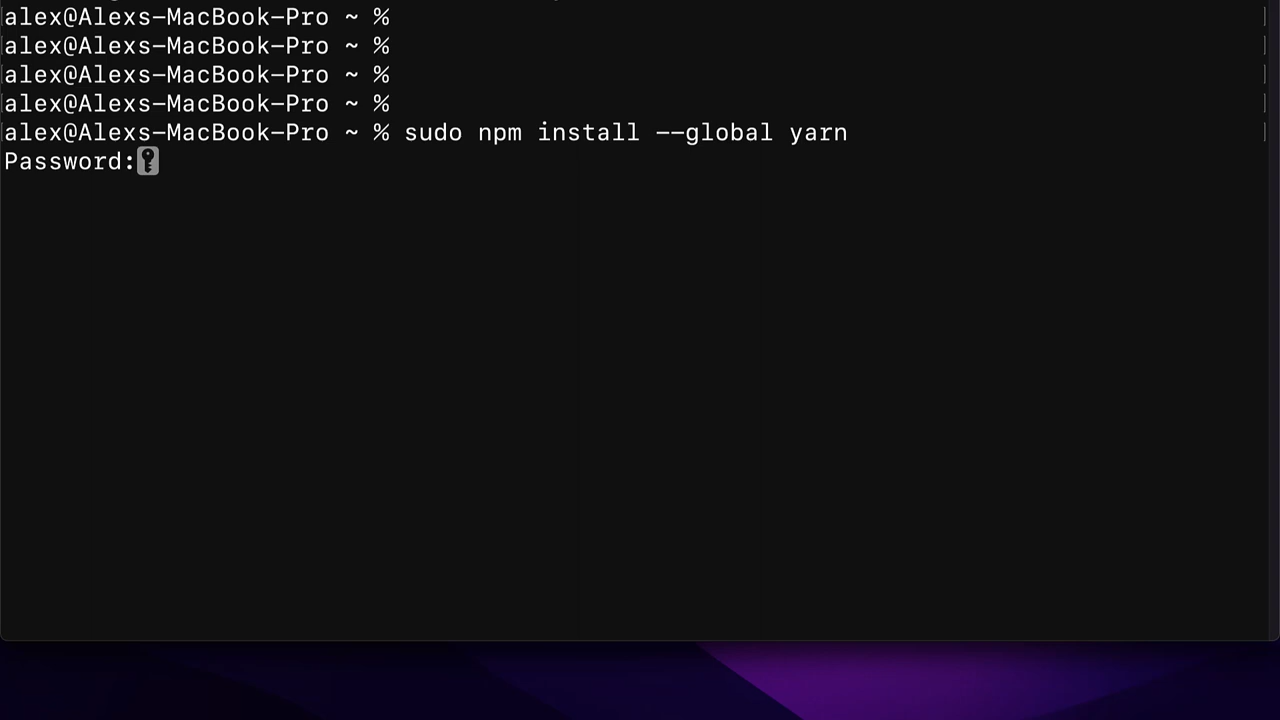 alex@Alexs-MacBook-Pro ~ %
alex@Alexs-MacBook-Pro ~ %
alex@Alexs-MacBook-Pro ~ %
alex@Alexs-MacBook-Pro ~ %
alex@Alexs-MacBook-Pro ~ % sudo npm install --global yarn
Password: